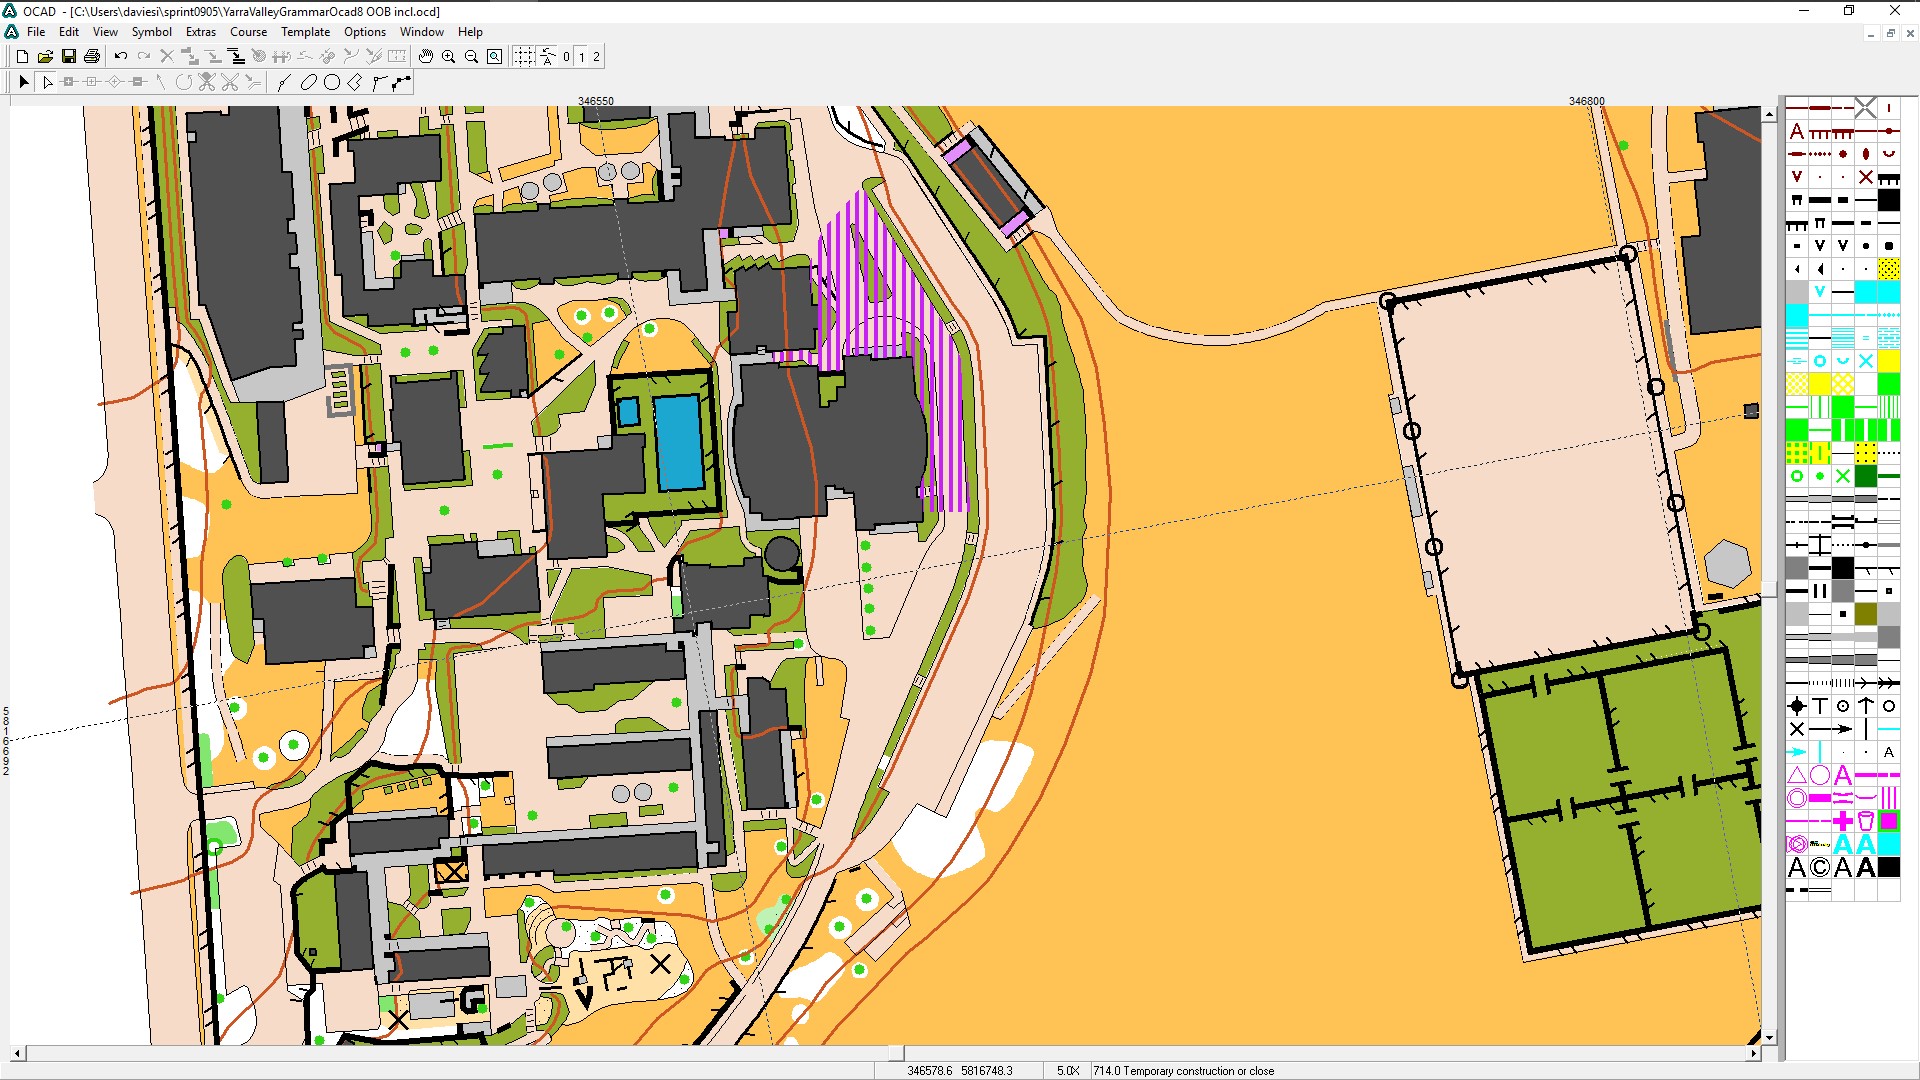 OCAD - [C:\Users\daviesi\sprint0905\YarraValleyGrammarOcad8 OOB incl.ocd]
File Edit View Symbol Extras Course Template Options Window Help
0 1 2
346550 346800
5816692
346578.6 5816748.3 5.0X 714.0 Temporary construction or close